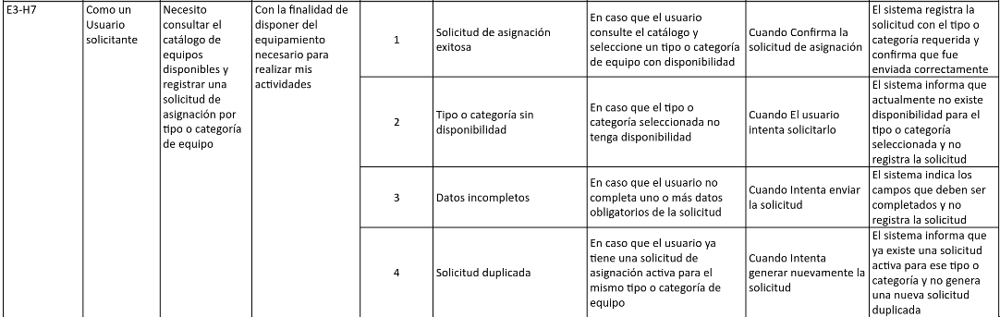 E3-H7
Como un
Usuario
solicitante
Necesito
consultar el
catálogo de
equipos
disponibles y
registrar una
solicitud de
asignación por
tipo o categoría
de equipo
Con la finalidad de
disponer del
equipamiento
necesario para
realizar mis
actividades
1
Solicitud de asignación
exitosa
En caso que el usuario
consulte el catálogo y
seleccione un tipo o categoría
de equipo con disponibilidad
Cuando Confirma la
solicitud de asignación
El sistema registra la
solicitud con el tipo o
categoría requerida y
confirma que fue
enviada correctamente
2
Tipo o categoría sin
disponibilidad
En caso que el tipo o
categoría seleccionada no
tenga disponibilidad
Cuando El usuario
intenta solicitarlo
El sistema informa que
actualmente no existe
disponibilidad para el
tipo o categoría
seleccionada y no
registra la solicitud
3
Datos incompletos
En caso que el usuario no
completa uno o más datos
obligatorios de la solicitud
Cuando Intenta enviar
la solicitud
El sistema indica los
campos que deben ser
completados y no
registra la solicitud
4
Solicitud duplicada
En caso que el usuario ya
tiene una solicitud de
asignación activa para el
mismo tipo o categoría de
equipo
Cuando Intenta
generar nuevamente la
solicitud
El sistema informa que
ya existe una solicitud
activa para ese tipo o
categoría y no genera
una nueva solicitud
duplicada